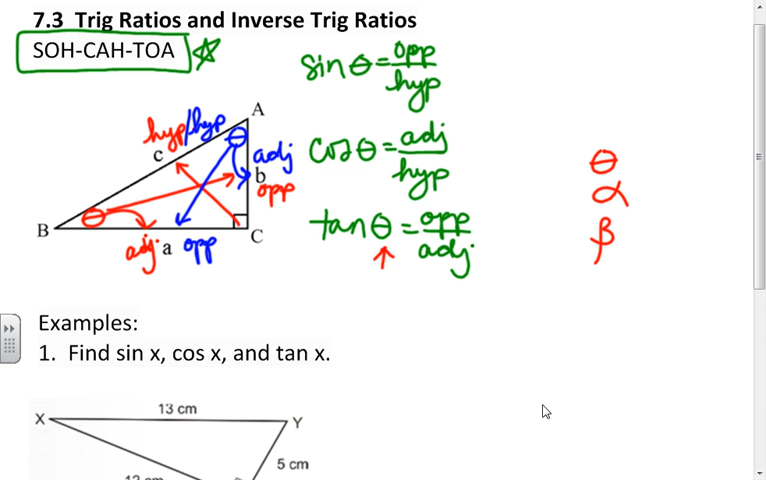 7.3 Trig Ratios and Inverse Trig Ratios
SOH-CAH-TOA
sin θ = opp/hyp
A
hyp/hyp
θ
c
adj
b
opp
cos θ = adj/hyp
θ
α
β
θ
B
C
adj a opp
tan θ = opp/adj
Examples:
1. Find sin x, cos x, and tan x.
X
13 cm
Y
5 cm